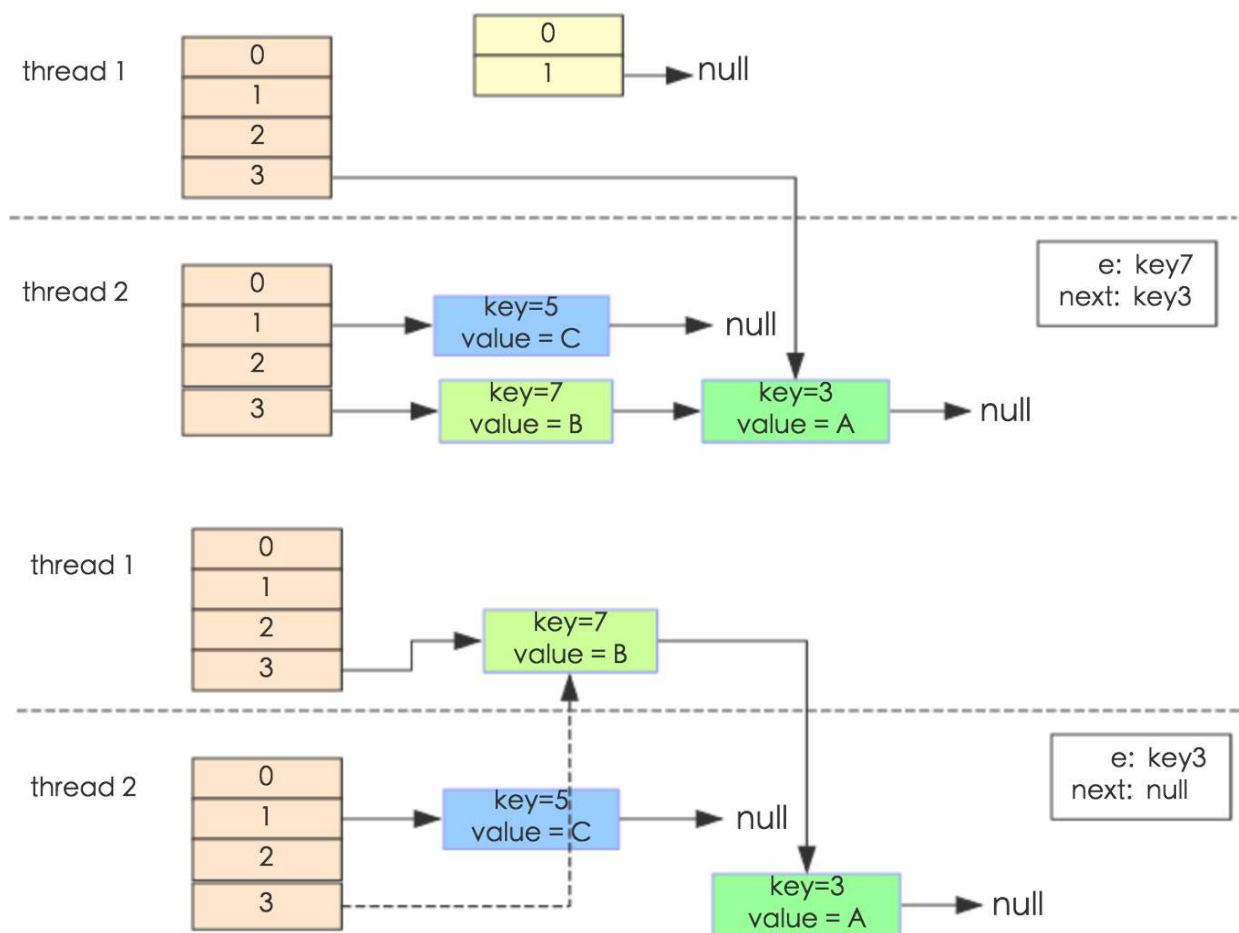 thread 1
0
1
2
3
0
1
null
thread 2
0
1
2
3
key=5
value = C
null
key=7
value = B
key=3
value = A
null
e: key7
next: key3
thread 1
0
1
2
3
key=7
value = B
thread 2
0
1
2
3
key=5
value = C
null
key=3
value = A
null
e: key3
next: null